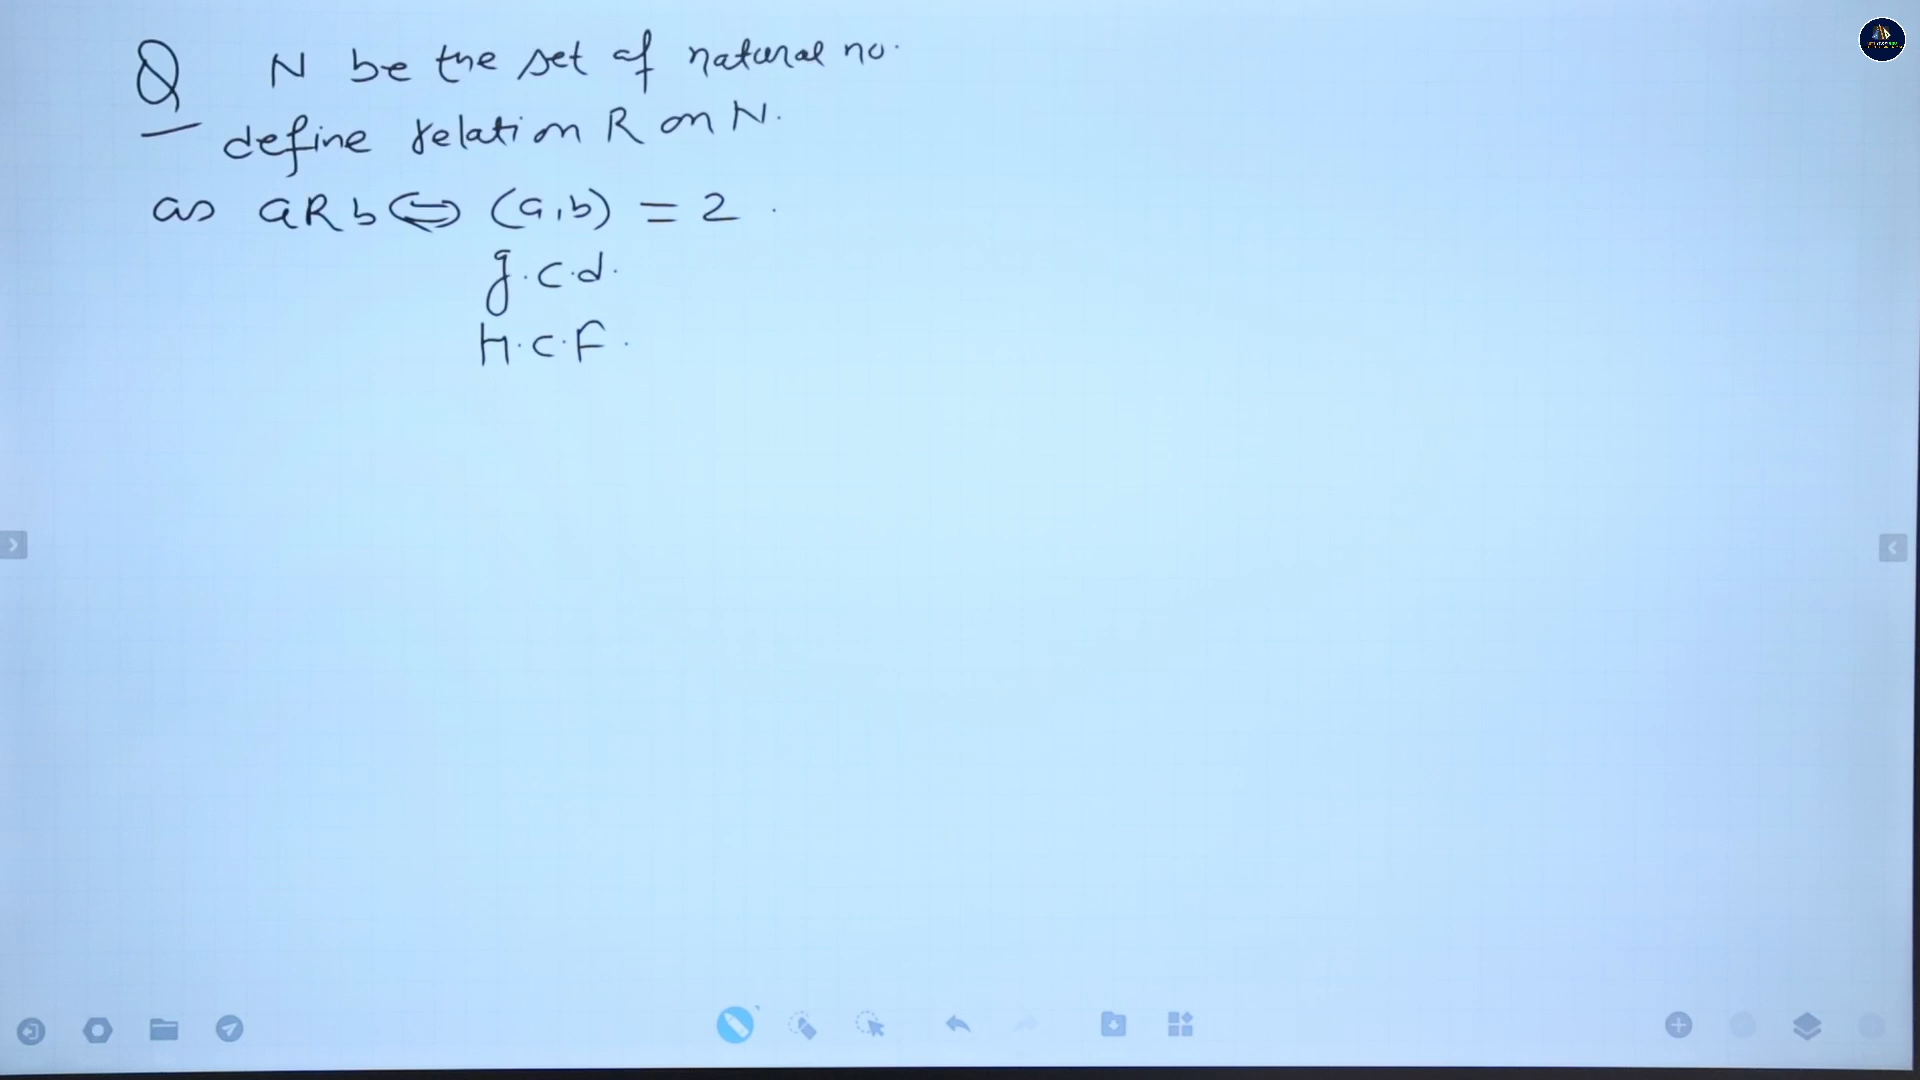 Q N be the set of natural no.
define relation R on N.
as aRb ⇔ (a,b) = 2 .
g.c.d.
H.C.F.